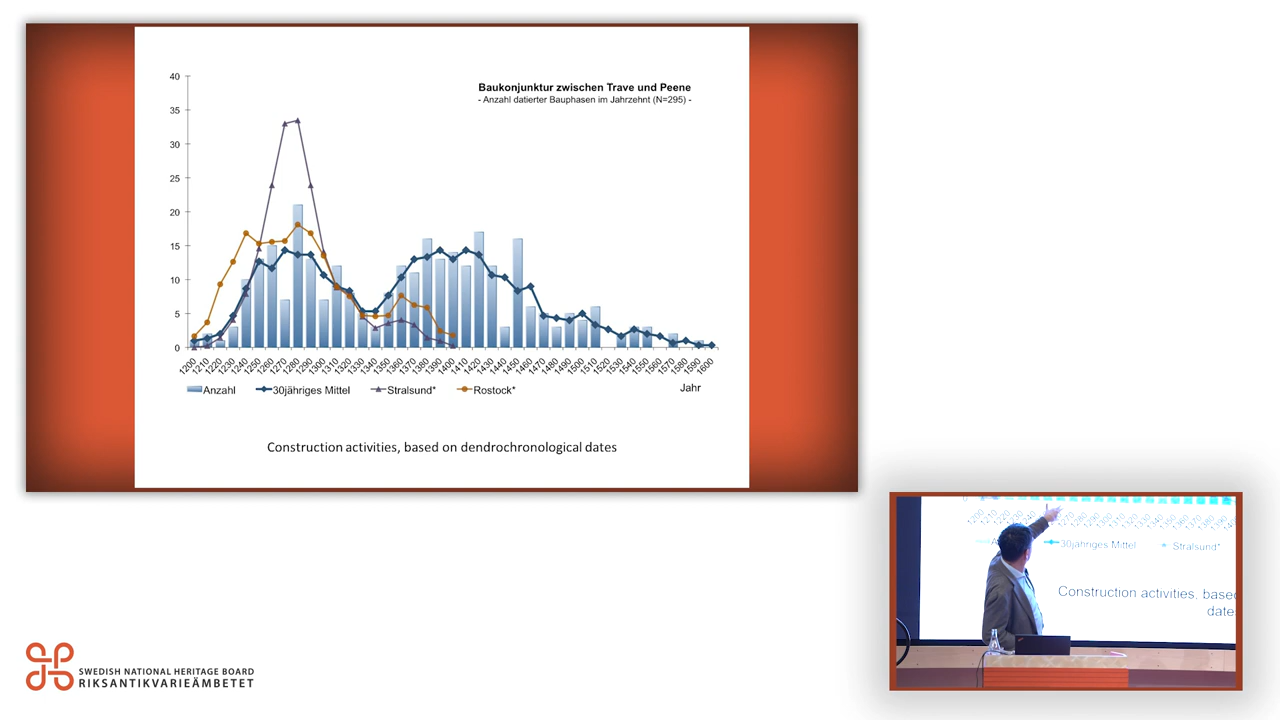 Baukonjunktur zwischen Trave und Peene
- Anzahl datierter Bauphasen im Jahrzehnt (N=295) -
40
35
30
25
20
15
10
5
0
1200 1210 1220 1230 1240 1250 1260 1270 1280 1290 1300 1310 1320 1330 1340 1350 1360 1370 1380 1390 1400 1410 1420 1430 1440 1450 1460 1470 1480 1490 1500 1510 1520 1530 1540 1550 1560 1570 1580 1590 1600
Jahr
Anzahl 30jähriges Mittel Stralsund* Rostock*
Construction activities, based on dendrochronological dates
30jähriges Mittel Stralsund*
Construction activities, based
dates
SWEDISH NATIONAL HERITAGE BOARD
RIKSANTIKVARIEÄMBETET